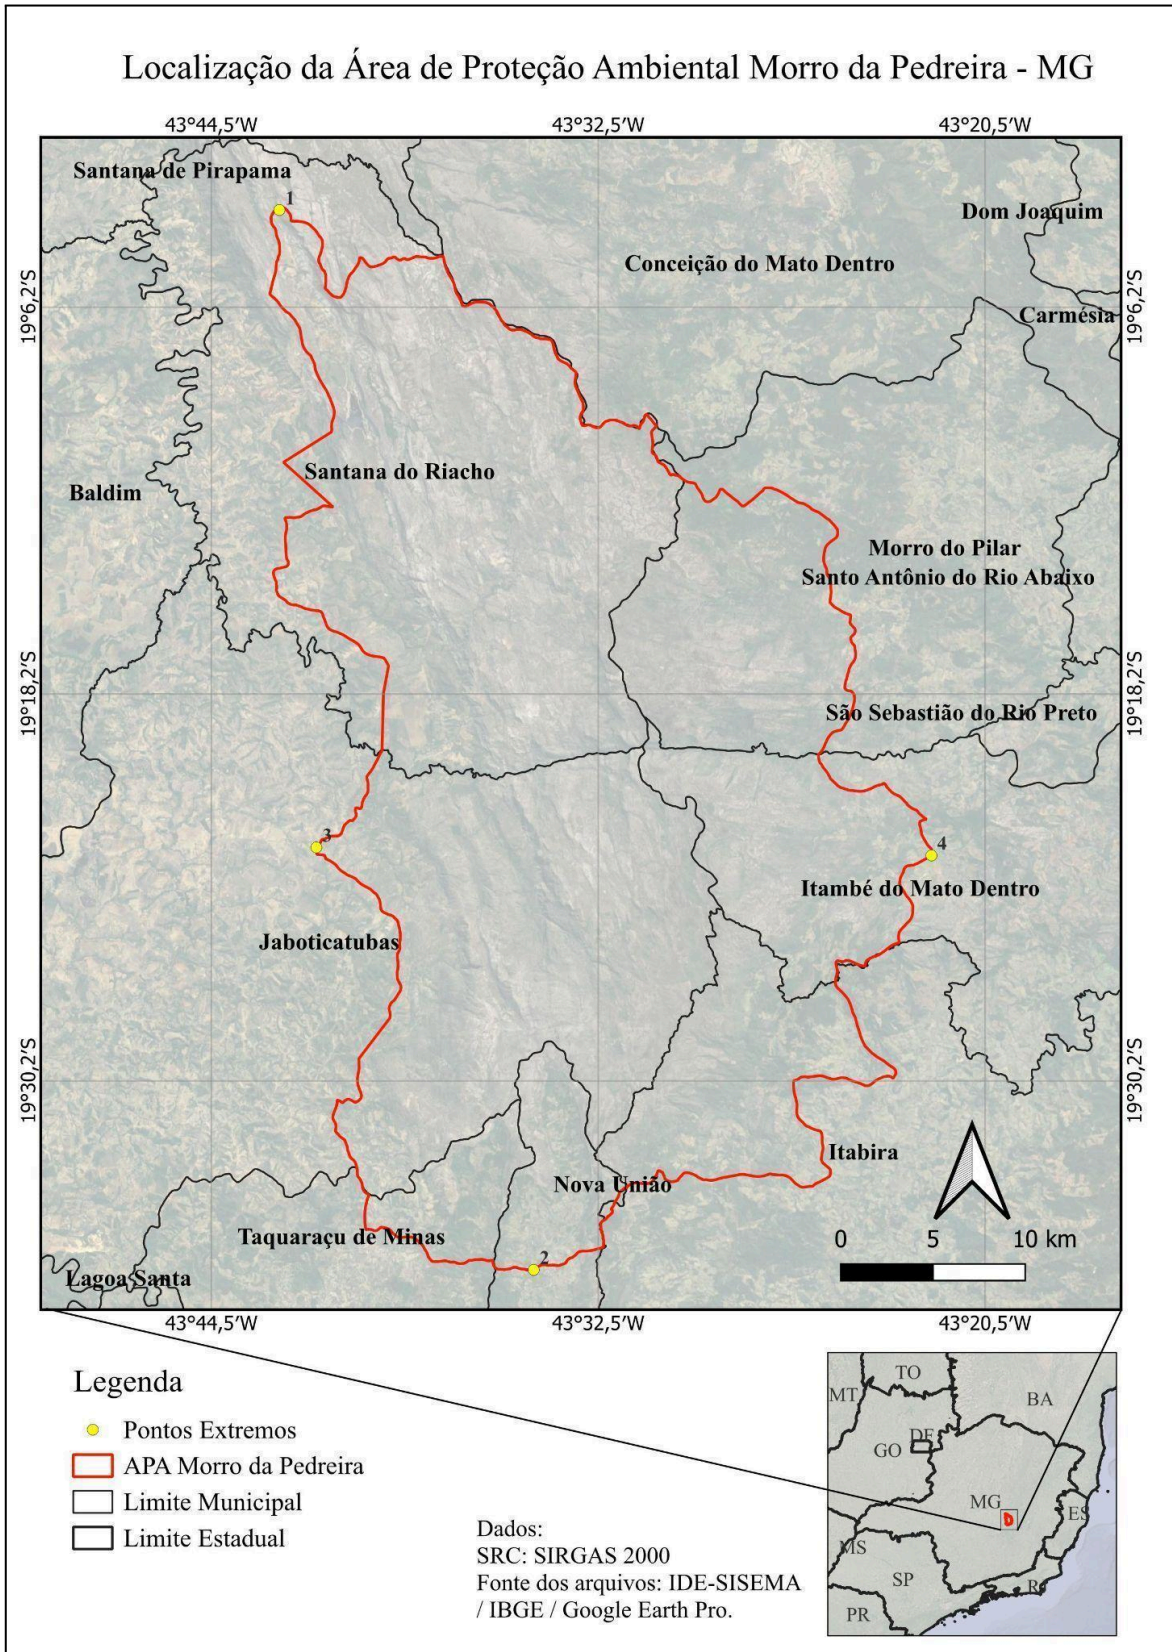 Localização da Área de Proteção Ambiental Morro da Pedreira - MG
43°44,5′W 43°32,5′W 43°20,5′W
Santana de Pirapama
1
Dom Joaquim
Conceição do Mato Dentro
19°6,2′S
19°6,2′S
Carmésia
Santana do Riacho
Baldim
Morro do Pilar
Santo Antônio do Rio Abaixo
19°18,2′S
19°18,2′S
São Sebastião do Rio Preto
3
4
Itambé do Mato Dentro
Jaboticatubas
19°30,2′S
19°30,2′S
Itabira
Nova União
Taquaraçu de Minas
2
0 5 10 km
Lagoa Santa
43°44,5′W 43°32,5′W 43°20,5′W
Legenda
Pontos Extremos
APA Morro da Pedreira
Limite Municipal
Limite Estadual
Dados:
SRC: SIRGAS 2000
Fonte dos arquivos: IDE-SISEMA
/ IBGE / Google Earth Pro.
TO
MT
BA
DF
GO
MG
ES
MS
SP
PR